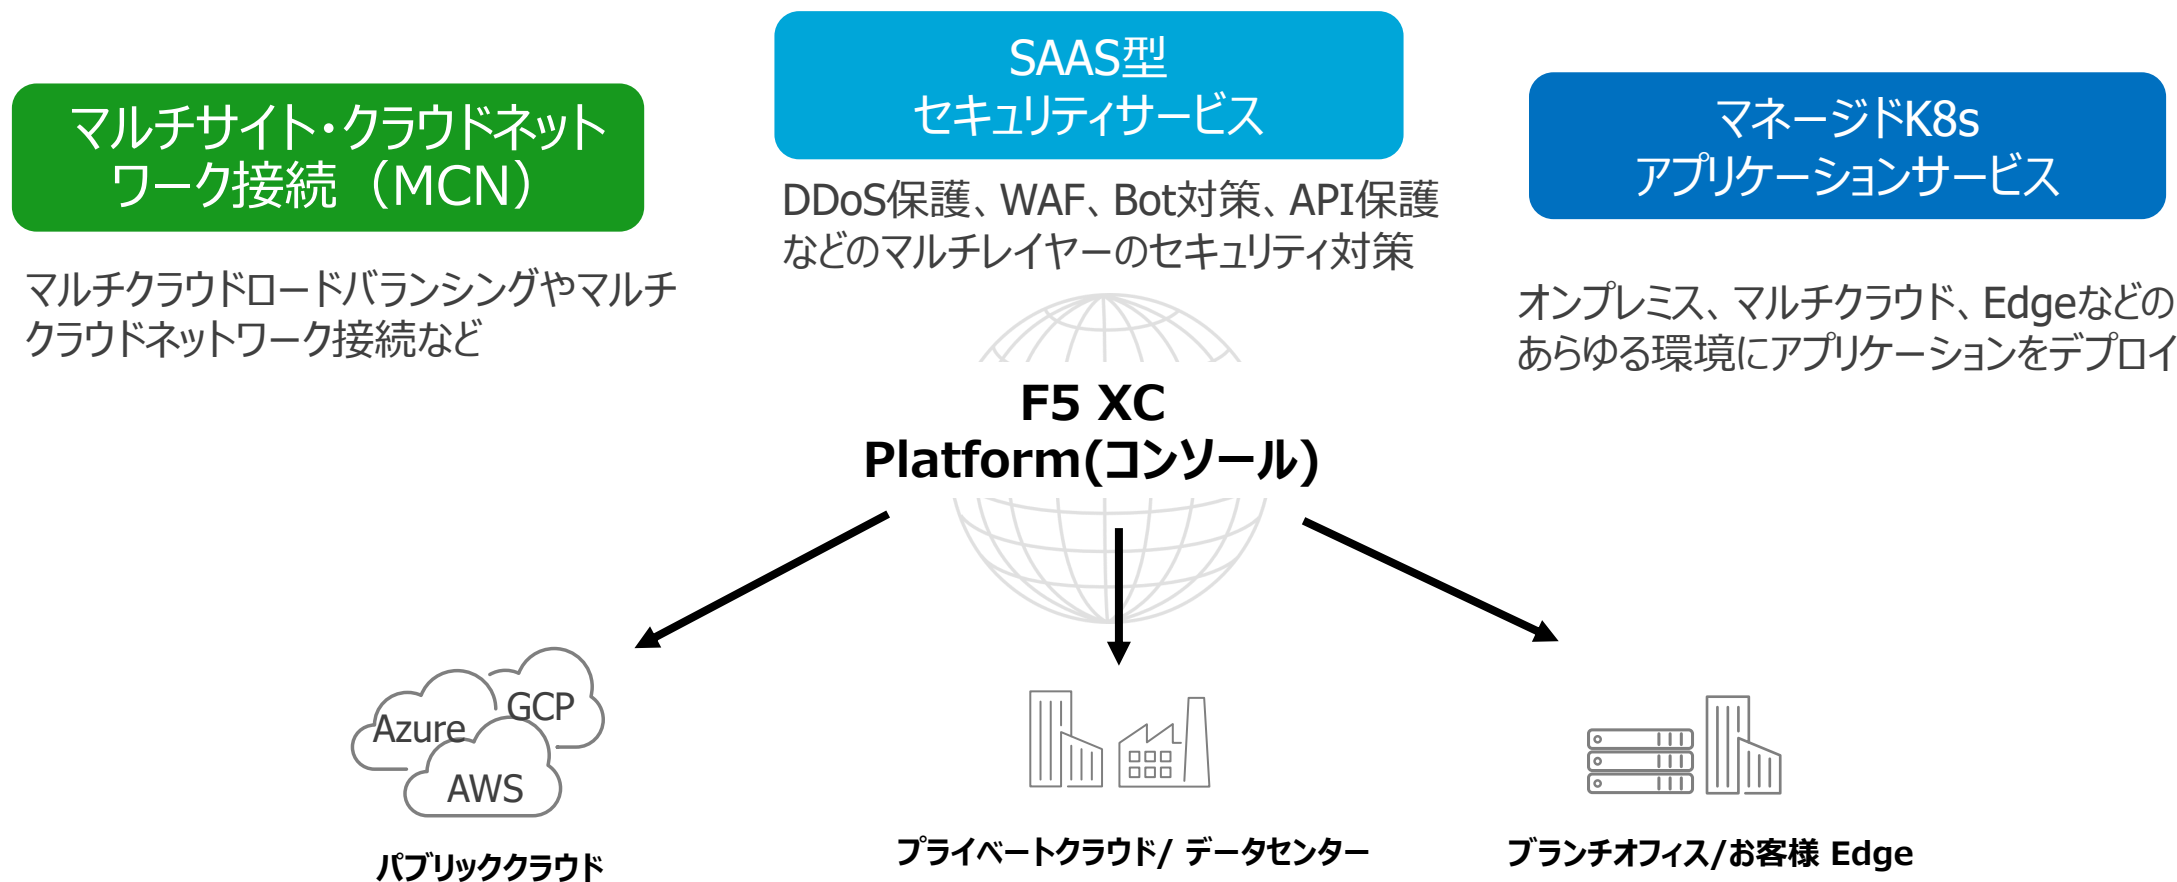 マルチサイト・クラウドネット
ワーク接続（MCN）
マルチクラウドロードバランシングやマルチ
クラウドネットワーク接続など
SAAS型
セキュリティサービス
DDoS保護、WAF、Bot対策、API保護
などのマルチレイヤーのセキュリティ対策
マネージドK8s
アプリケーションサービス
オンプレミス、マルチクラウド、Edgeなどの
あらゆる環境にアプリケーションをデプロイ
F5 XC
Platform(コンソール)
Azure
GCP
AWS
パブリッククラウド
プライベートクラウド/ データセンター
ブランチオフィス/お客様 Edge